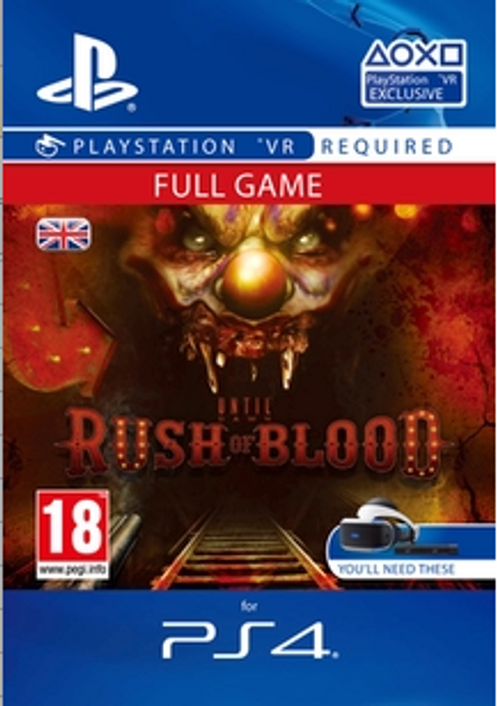 PlayStation VR
EXCLUSIVE
PLAYSTATION VR REQUIRED
FULL GAME
UNTIL
RUSH OF BLOOD
18
www.pegi.info
YOU'LL NEED THESE
for
PS4